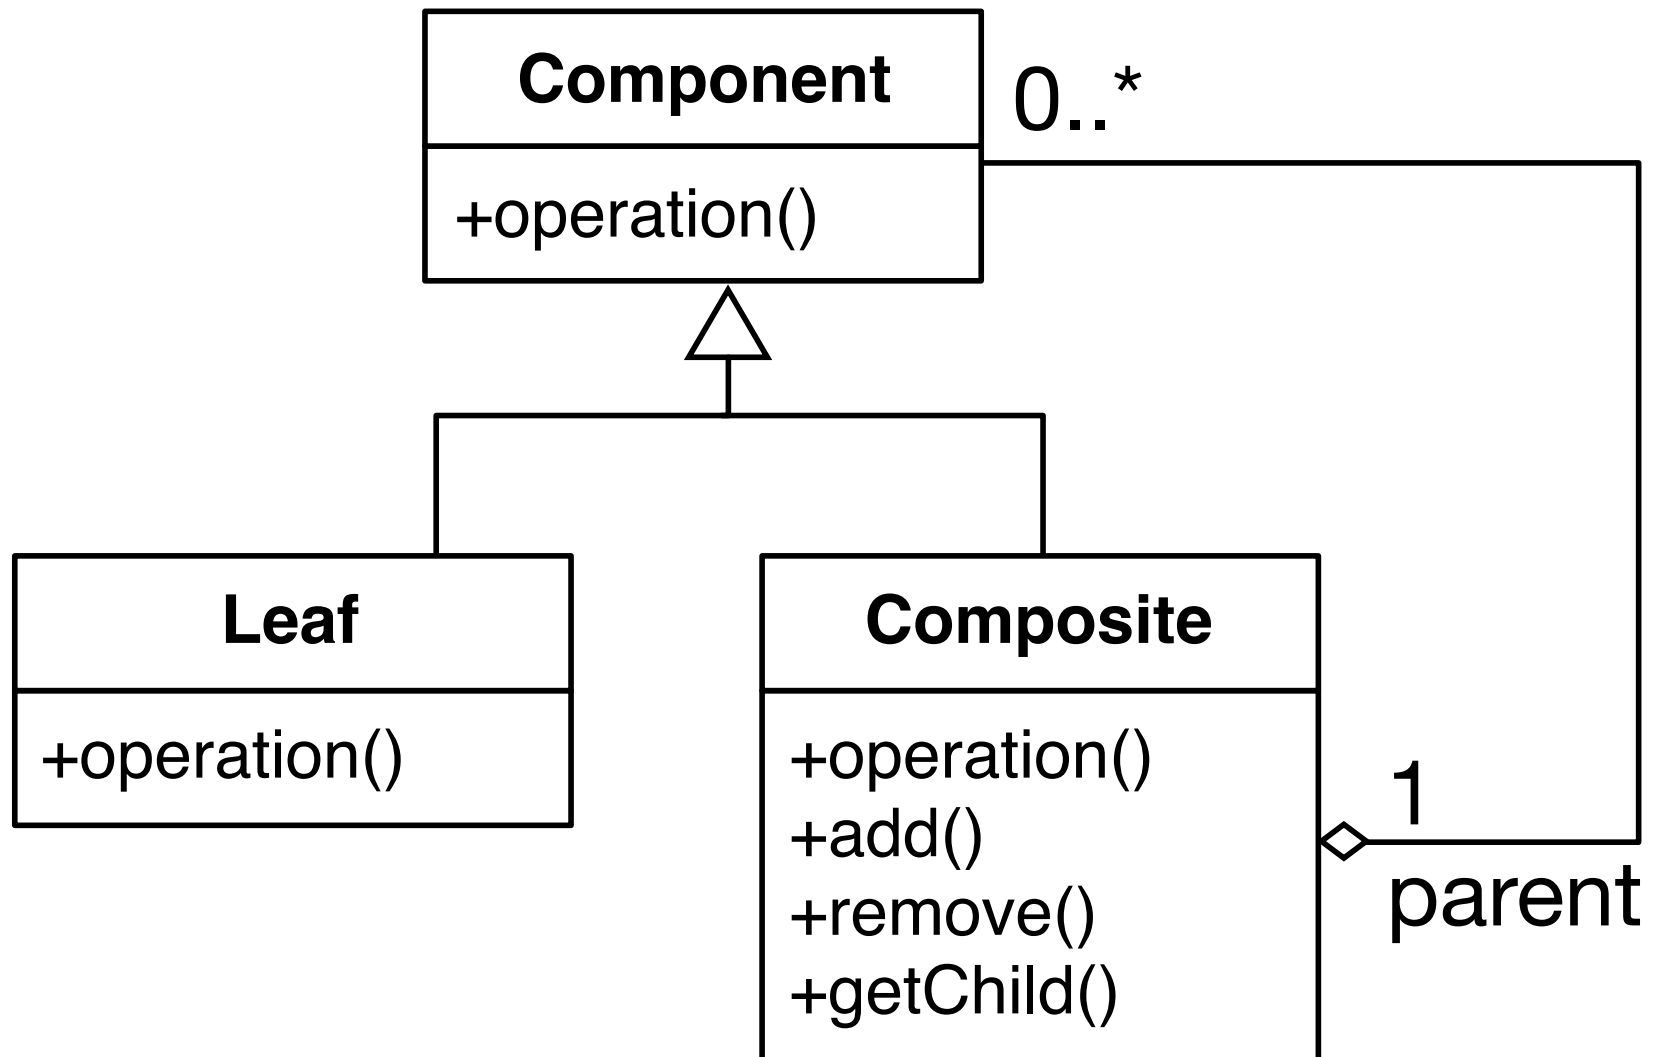 Component
0..*
+operation()
Leaf
+operation()
Composite
+operation()
+add()
+remove()
+getChild()
1
parent